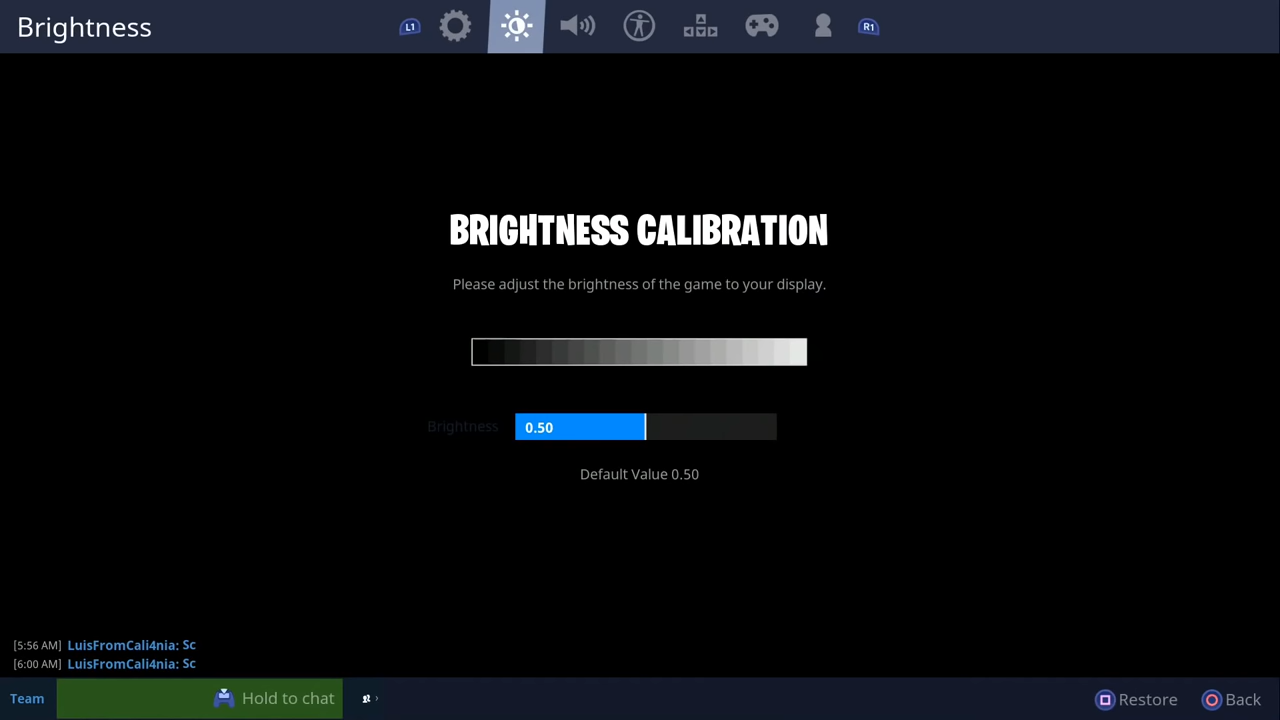 Brightness
L1
R1
BRIGHTNESS CALIBRATION
Please adjust the brightness of the game to your display.
Brightness
0.50
Default Value 0.50
[5:56 AM] LuisFromCali4nia: Sc
[6:00 AM] LuisFromCali4nia: Sc
Team
Hold to chat
Restore
Back